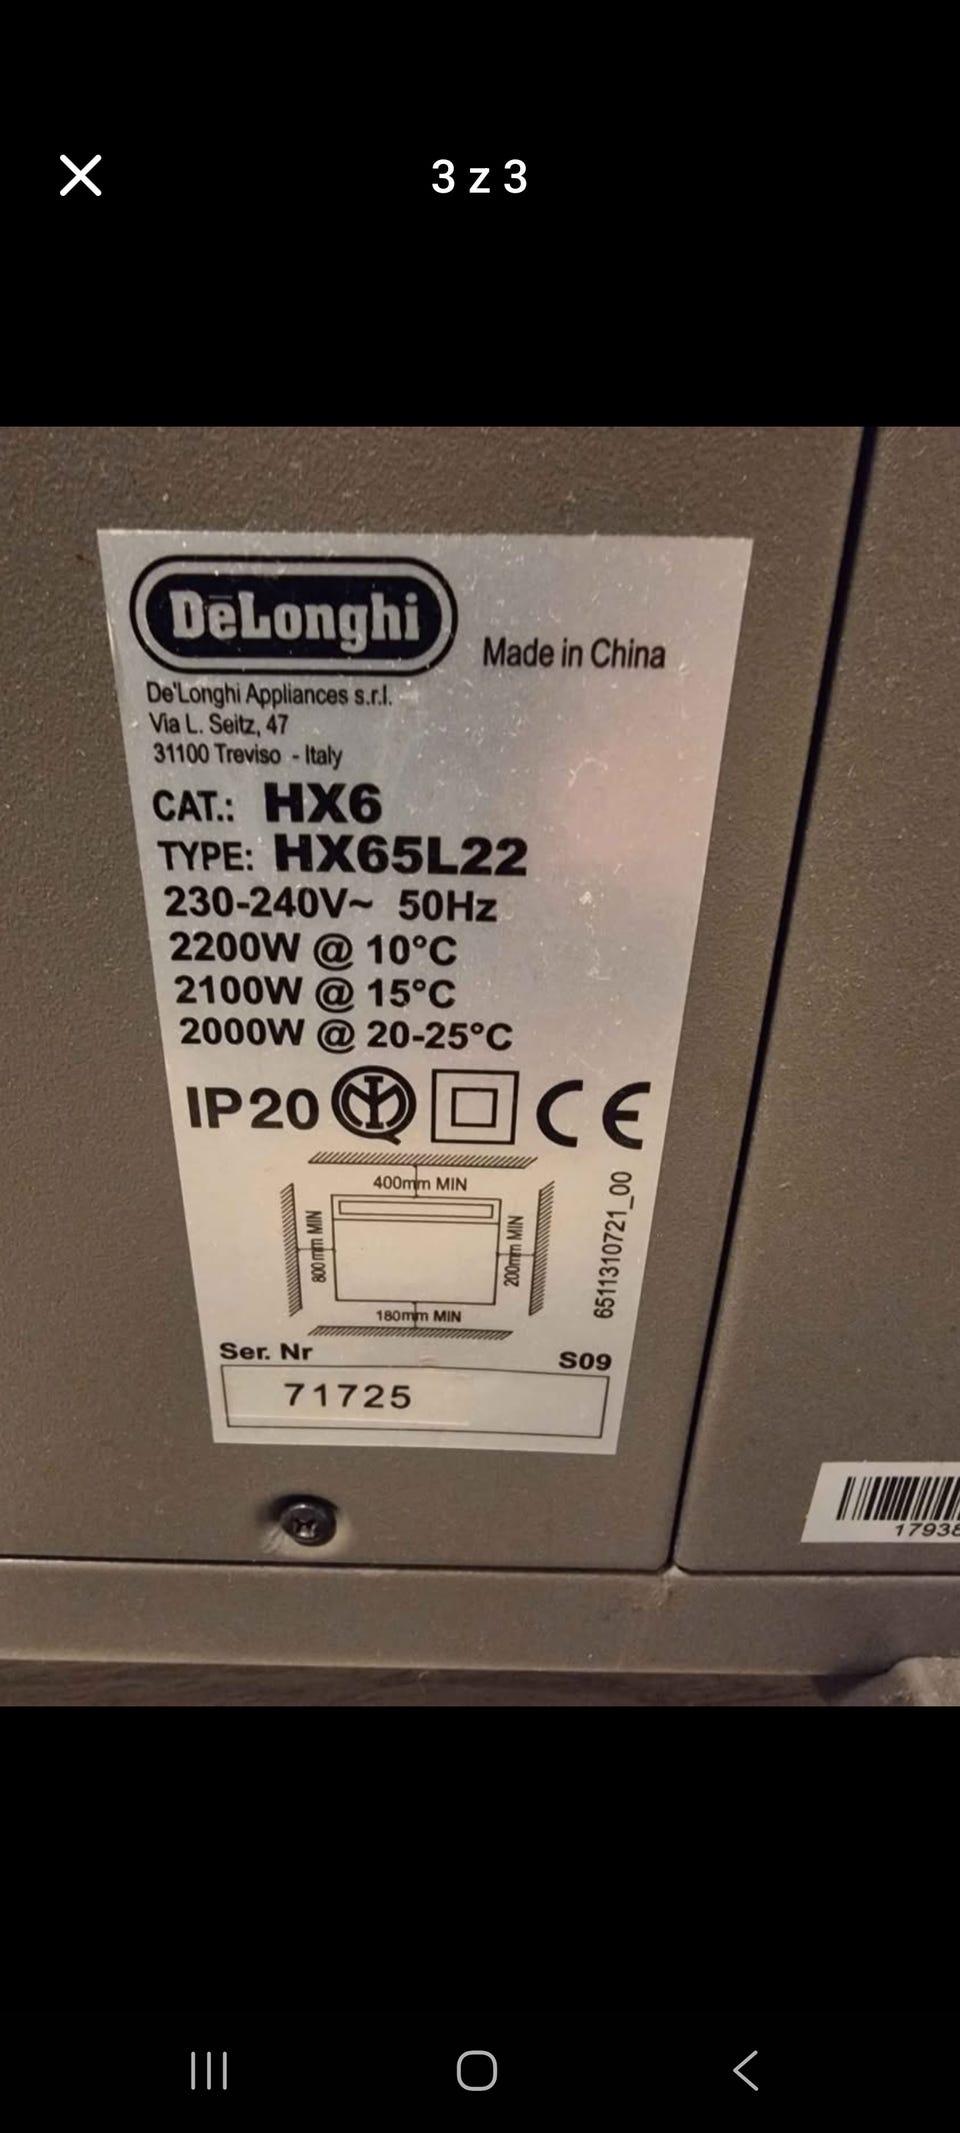 3 z 3
DeLonghi
Made in China
De'Longhi Appliances s.r.l.
Via L. Seitz, 47
31100 Treviso - Italy
CAT.: HX6
TYPE: HX65L22
230-240V~ 50Hz
2200W @ 10°C
2100W @ 15°C
2000W @ 20-25°C
IP20 CE
400mm MIN
800mm MIN
200mm MIN
180mm MIN
6511310721_00
Ser. Nr
S09
71725